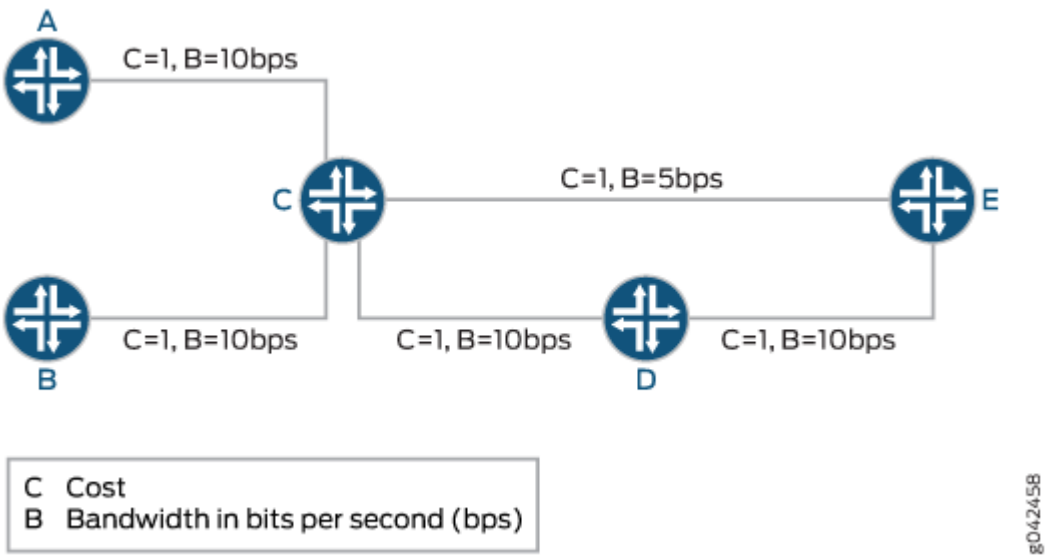 A
C=1, B=10bps
C=1, B=5bps
C
E
C=1, B=10bps
C=1, B=10bps
C=1, B=10bps
B
D
C Cost
B Bandwidth in bits per second (bps)
g042458